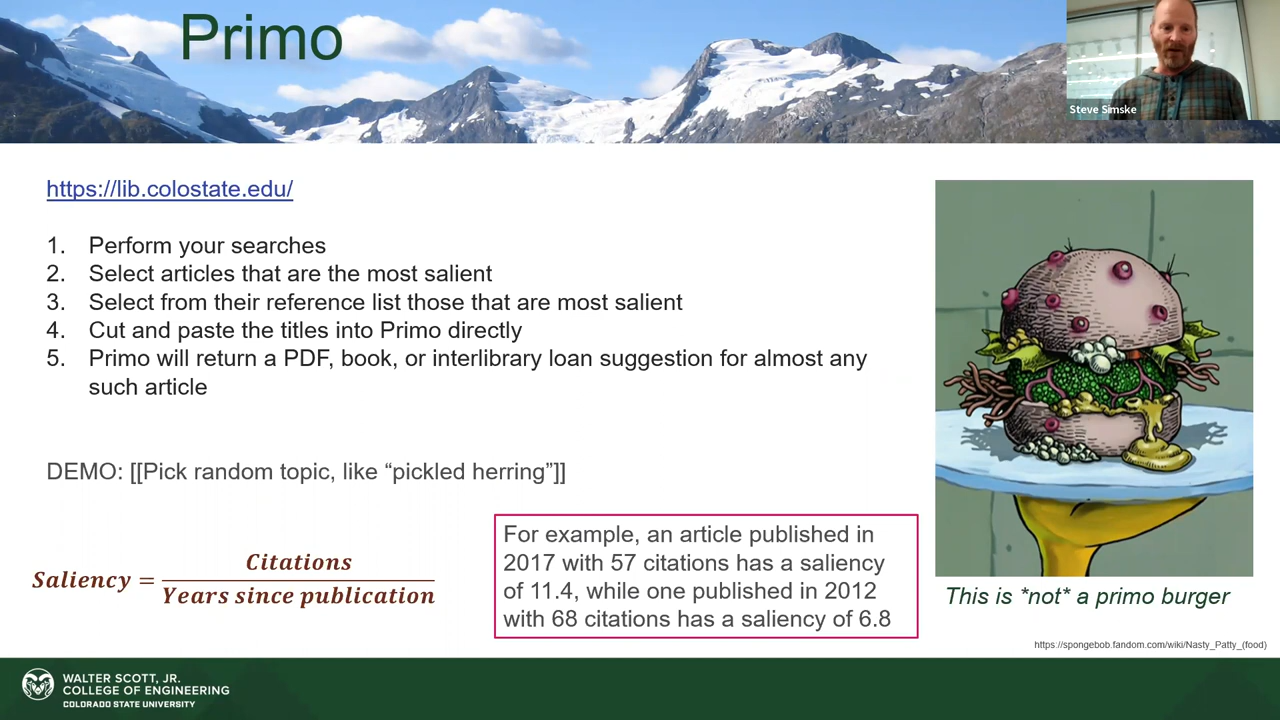 Primo
Steve Simske
https://lib.colostate.edu/
1. Perform your searches
2. Select articles that are the most salient
3. Select from their reference list those that are most salient
4. Cut and paste the titles into Primo directly
5. Primo will return a PDF, book, or interlibrary loan suggestion for almost any
such article
DEMO: [[Pick random topic, like “pickled herring”]]
Saliency = Citations / Years since publication
For example, an article published in
2017 with 57 citations has a saliency
of 11.4, while one published in 2012
with 68 citations has a saliency of 6.8
This is *not* a primo burger
https://spongebob.fandom.com/wiki/Nasty_Patty_(food)
WALTER SCOTT, JR.
COLLEGE OF ENGINEERING
COLORADO STATE UNIVERSITY